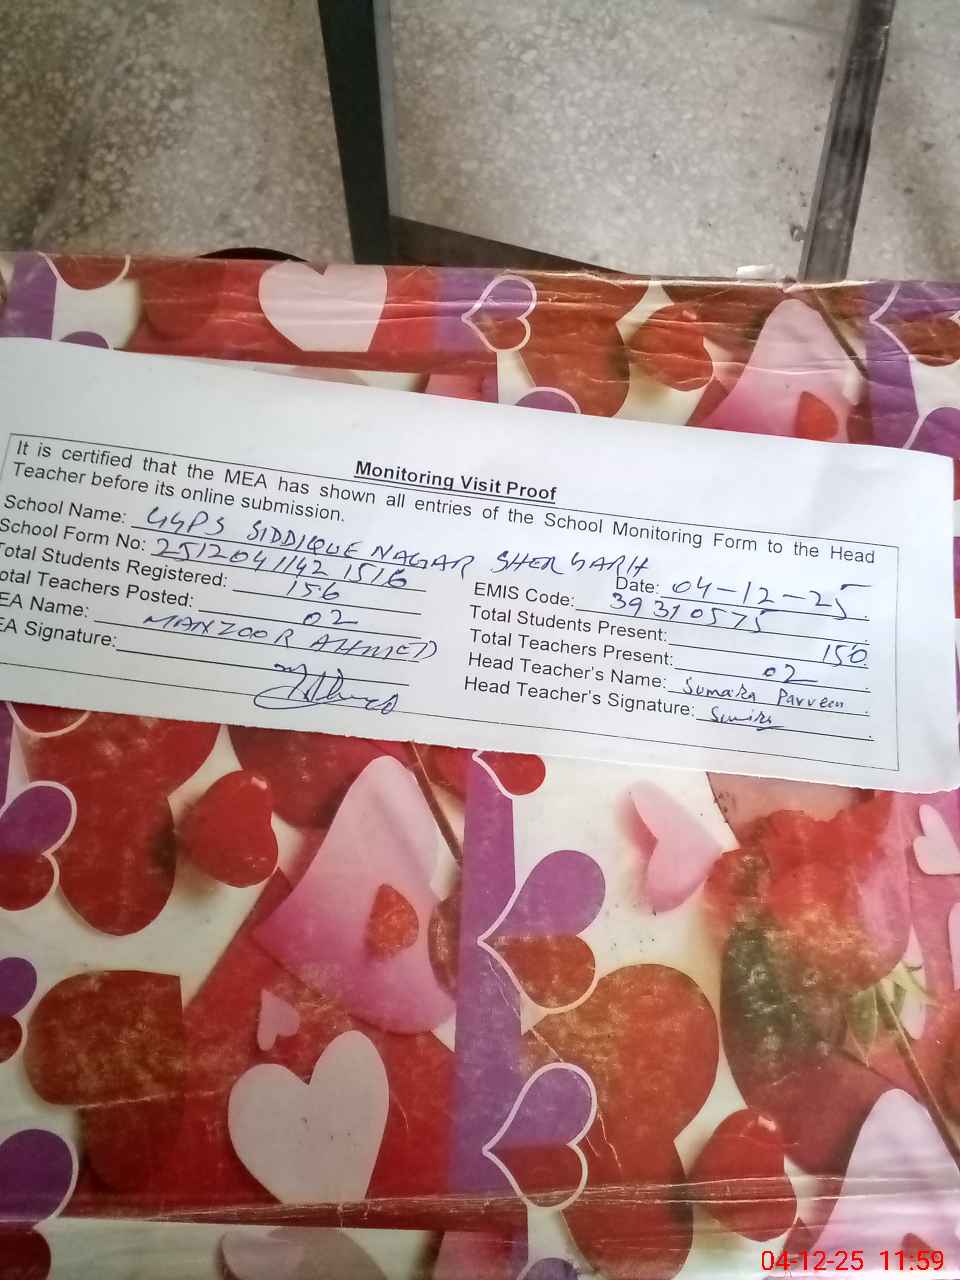 Monitoring Visit Proof
It is certified that the MEA has shown all entries of the School Monitoring Form to the Head
Teacher before its online submission.
School Name: GGPS SIDDIQUE NAGAR SHER GARH
School Form No: 2512041142 1516 Date: 04-12-25
Total Students Registered: 156 EMIS Code: 39310575
otal Teachers Posted: 02 Total Students Present: 150
EA Name: MANZOOR AHMED Total Teachers Present: 02
EA Signature: Head Teacher's Name: Sumaira Parveen
Head Teacher's Signature:
04-12-25 11:59